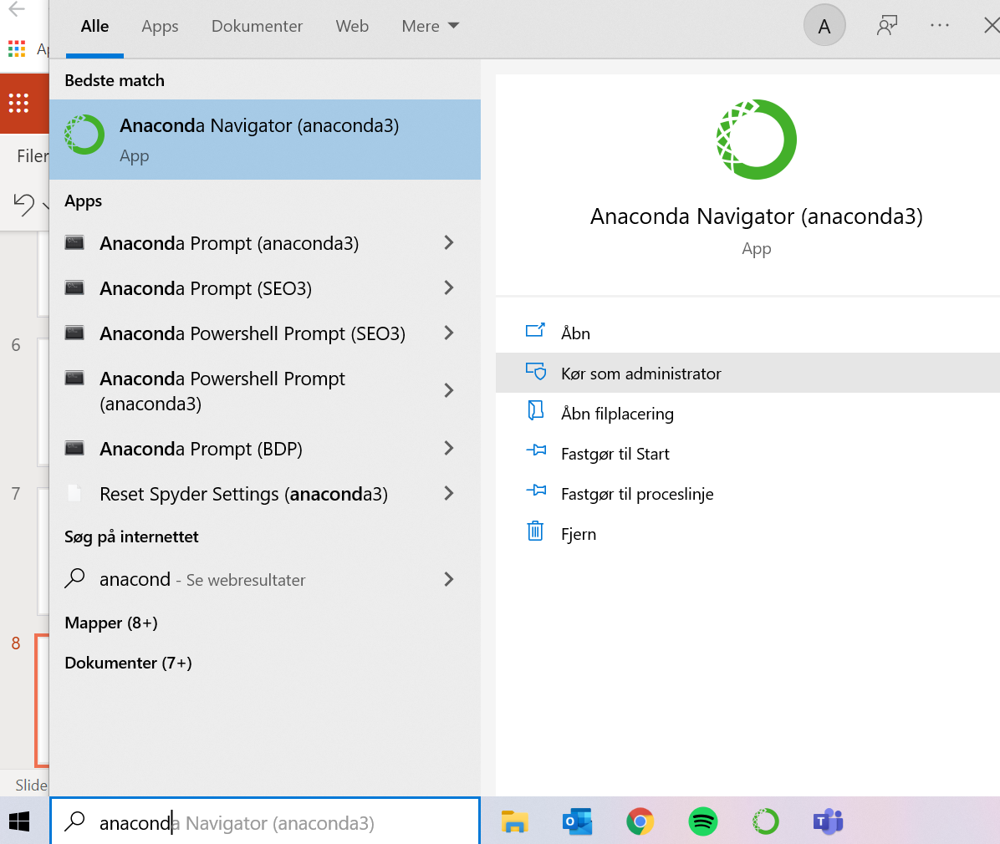 Alle Apps Dokumenter Web Mere
A
Ap
Bedste match
Anaconda Navigator (anaconda3)
App
Filer
Apps
Anaconda Prompt (anaconda3)
Anaconda Prompt (SEO3)
Anaconda Powershell Prompt (SEO3)
Anaconda Powershell Prompt
(anaconda3)
Anaconda Prompt (BDP)
Reset Spyder Settings (anaconda3)
Søg på internettet
anacond - Se webresultater
Mapper (8+)
Dokumenter (7+)
6
7
8
Slide
Anaconda Navigator (anaconda3)
App
Åbn
Kør som administrator
Åbn filplacering
Fastgør til Start
Fastgør til proceslinje
Fjern
anaconda Navigator (anaconda3)